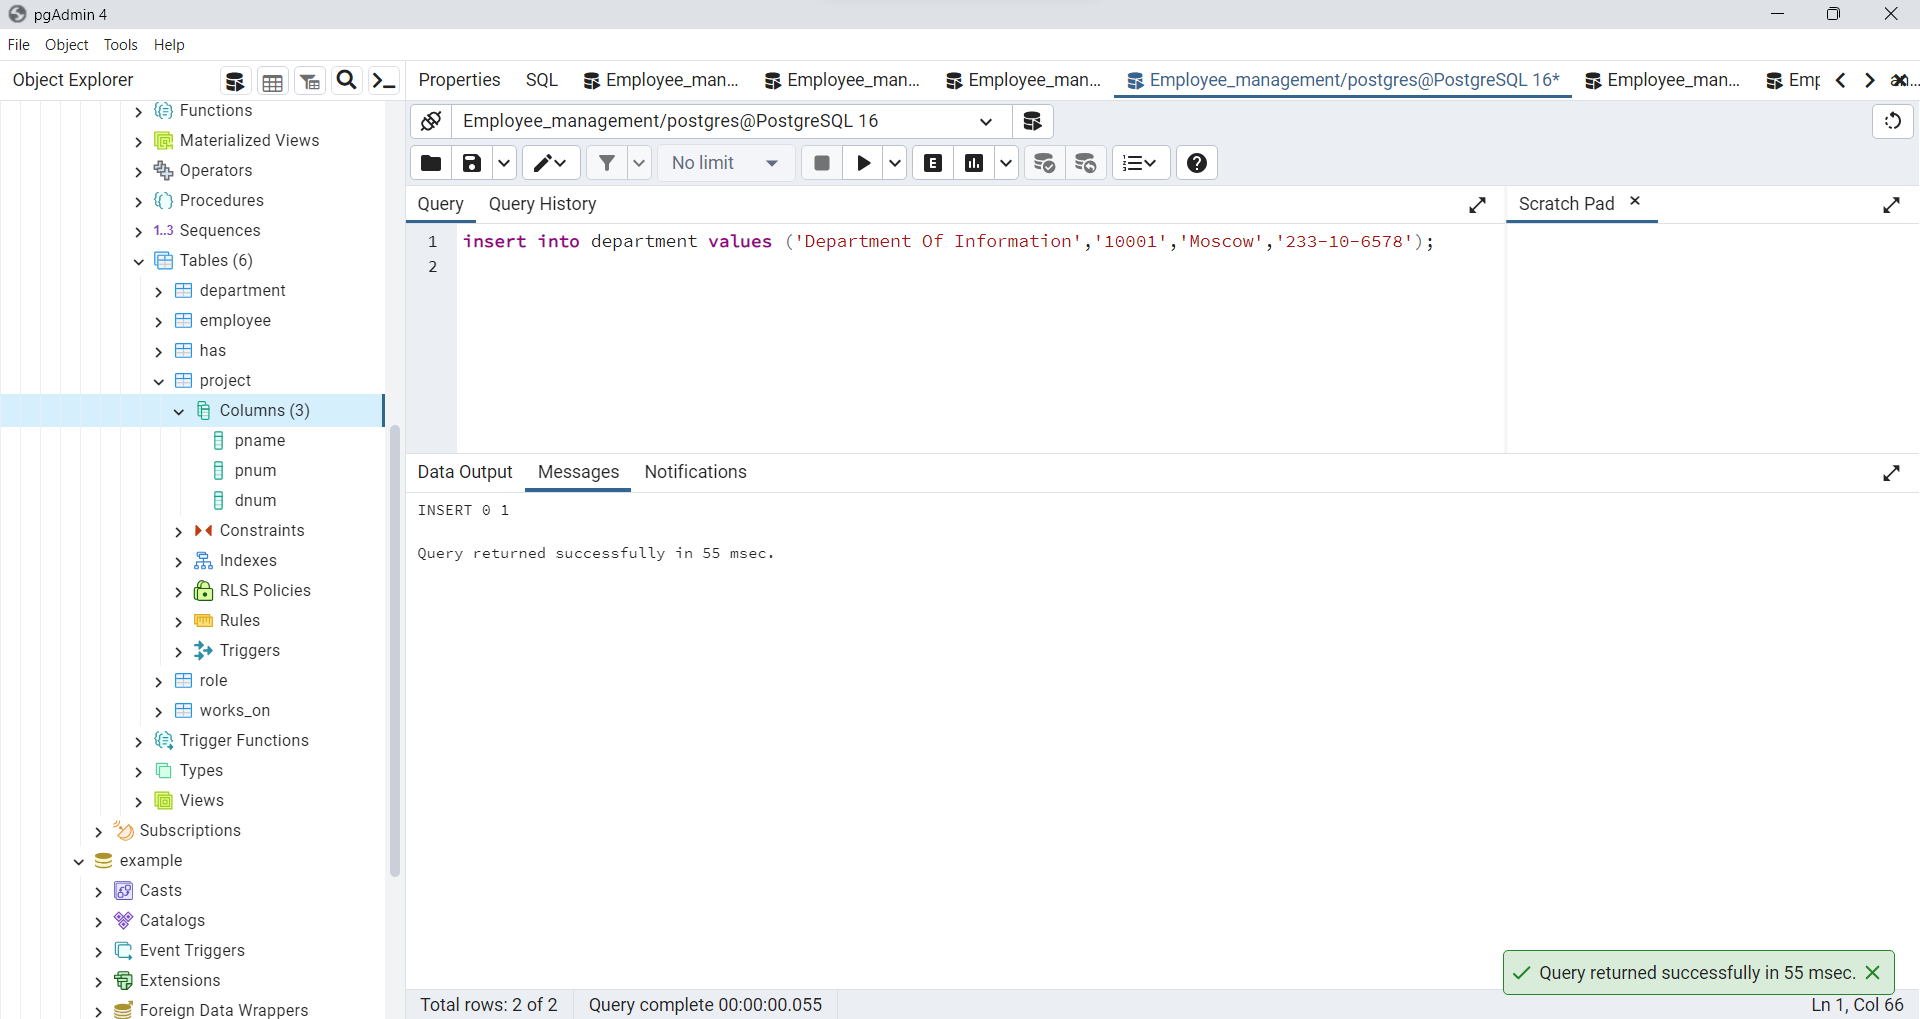 pgAdmin 4
File Object Tools Help
Object Explorer
Properties SQL Employee_man... Employee_man... Employee_man... Employee_management/postgres@PostgreSQL 16* Employee_man...
Employee_management/postgres@PostgreSQL 16
No limit
Query Query History
Scratch Pad
1 insert into department values ('Department Of Information','10001','Moscow','233-10-6578');
2
Data Output Messages Notifications
INSERT 0 1
Query returned successfully in 55 msec.
Functions
Materialized Views
Operators
Procedures
1..3 Sequences
Tables (6)
department
employee
has
project
Columns (3)
pname
pnum
dnum
Constraints
Indexes
RLS Policies
Rules
Triggers
role
works_on
Trigger Functions
Types
Views
Subscriptions
example
Casts
Catalogs
Event Triggers
Extensions
Foreign Data Wrappers
Query returned successfully in 55 msec.
Total rows: 2 of 2 Query complete 00:00:00.055
Ln 1, Col 66